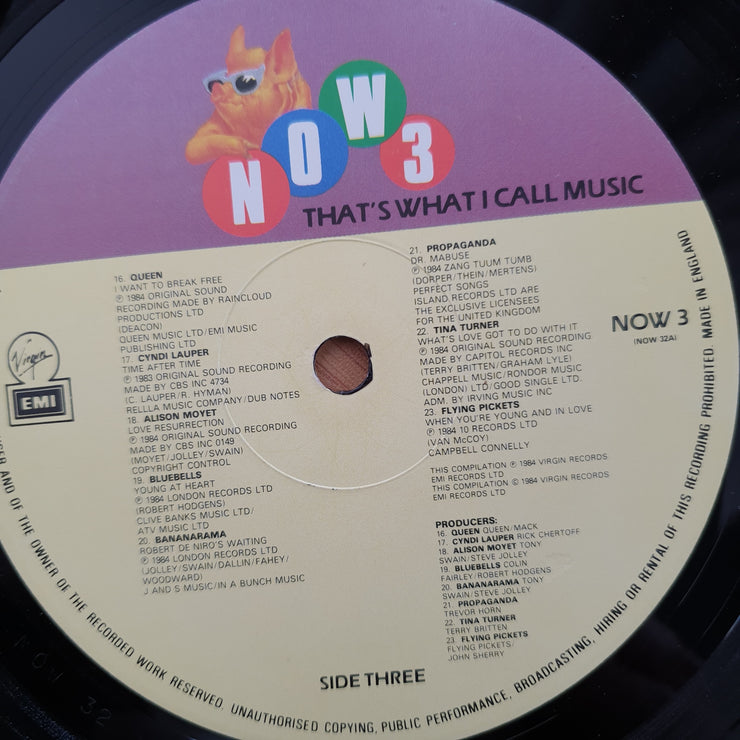 NOW 3
THAT'S WHAT I CALL MUSIC
16. QUEEN
I WANT TO BREAK FREE
℗ 1984 ORIGINAL SOUND
RECORDING MADE BY RAINCLOUD
PRODUCTIONS LTD
(DEACON)
QUEEN MUSIC LTD/EMI MUSIC
PUBLISHING LTD
17. CYNDI LAUPER
TIME AFTER TIME
℗ 1983 ORIGINAL SOUND RECORDING
MADE BY CBS INC 4734
(C. LAUPER/R. HYMAN)
RELLLA MUSIC COMPANY/DUB NOTES
18. ALISON MOYET
LOVE RESURRECTION
℗ 1984 ORIGINAL SOUND RECORDING
MADE BY CBS INC 0149
(MOYET/JOLLEY/SWAIN)
COPYRIGHT CONTROL
19. BLUEBELLS
YOUNG AT HEART
℗ 1984 LONDON RECORDS LTD
(ROBERT HODGENS)
CLIVE BANKS MUSIC LTD/
ATV MUSIC LTD
20. BANANARAMA
ROBERT DE NIRO'S WAITING
℗ 1984 LONDON RECORDS LTD
(JOLLEY/SWAIN/DALLIN/FAHEY/
WOODWARD)
J AND S MUSIC/IN A BUNCH MUSIC
21. PROPAGANDA
DR. MABUSE
℗ 1984 ZANG TUUM TUMB
(DORPER/THEIN/MERTENS)
PERFECT SONGS
ISLAND RECORDS LTD ARE
THE EXCLUSIVE LICENSEES
FOR THE UNITED KINGDOM
22. TINA TURNER
WHAT'S LOVE GOT TO DO WITH IT
℗ 1984 ORIGINAL SOUND RECORDING
MADE BY CAPITOL RECORDS INC
(TERRY BRITTEN/GRAHAM LYLE)
CHAPPELL MUSIC/RONDOR MUSIC
(LONDON) LTD/GOOD SINGLE LTD.
ADM. BY IRVING MUSIC INC
23. FLYING PICKETS
WHEN YOU'RE YOUNG AND IN LOVE
℗ 1984 10 RECORDS LTD
(VAN McCOY)
CAMPBELL CONNELLY
THIS COMPILATION ℗ 1984 VIRGIN RECORDS
EMI RECORDS LTD
THIS COMPILATION © 1984 VIRGIN RECORDS
EMI RECORDS LTD
PRODUCERS:
16. QUEEN QUEEN/MACK
17. CYNDI LAUPER RICK CHERTOFF
18. ALISON MOYET TONY
SWAIN/STEVE JOLLEY
19. BLUEBELLS COLIN
FAIRLEY/ROBERT HODGENS
20. BANANARAMA TONY
SWAIN/STEVE JOLLEY
21. PROPAGANDA
TREVOR HORN
22. TINA TURNER
TERRY BRITTEN
23. FLYING PICKETS
FLYING PICKETS/
JOHN SHERRY
NOW 3
(NOW 32A)
Virgin
EMI
SIDE THREE
AND OF THE OWNER OF THE RECORDED WORK RESERVED. UNAUTHORISED COPYING, PUBLIC PERFORMANCE, BROADCASTING, HIRING OR RENTAL OF THIS RECORDING PROHIBITED. MADE IN ENGLAND
NOW 32